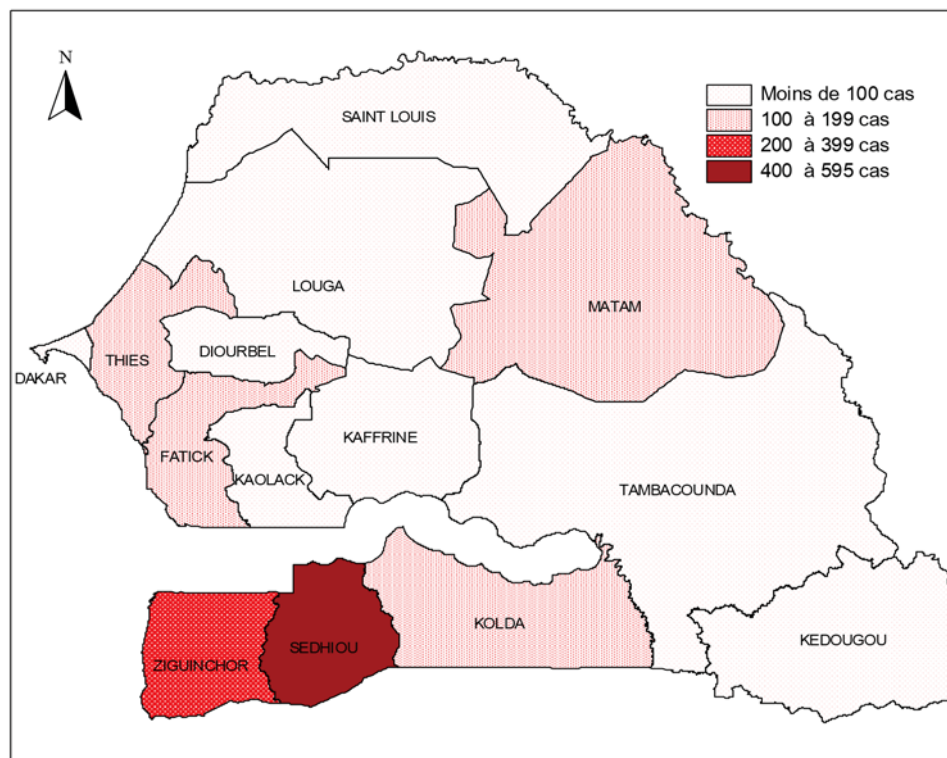 N
Moins de 100 cas
100 à 199 cas
200 à 399 cas
400 à 595 cas
SAINT LOUIS
LOUGA
MATAM
THIES
DIOURBEL
DAKAR
FATICK
KAOLACK
KAFFRINE
TAMBACOUNDA
ZIGUINCHOR
SEDHIOU
KOLDA
KEDOUGOU